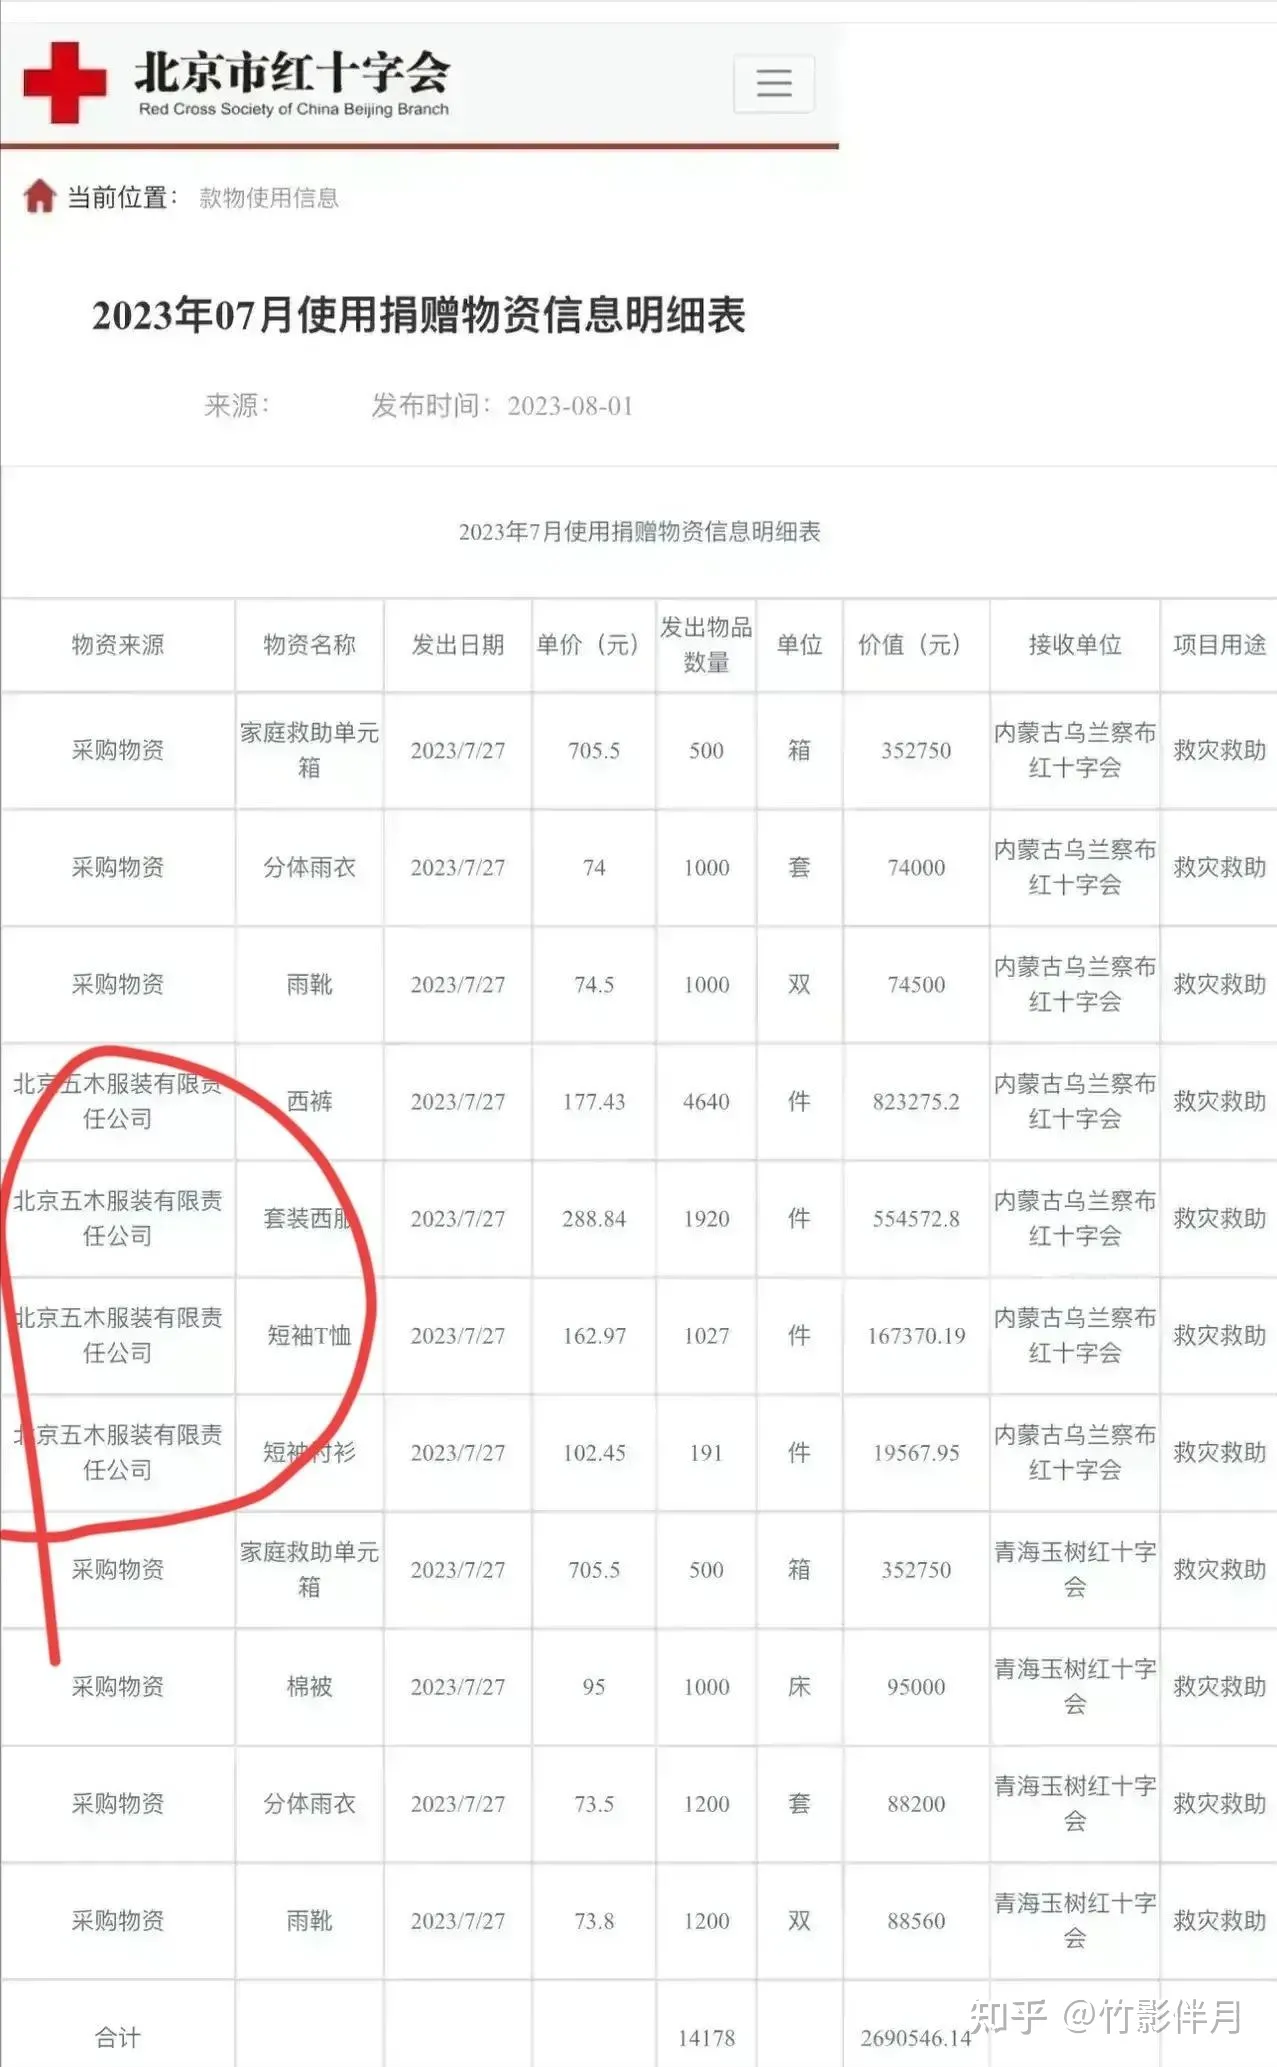 北京市红十字会
Red Cross Society of China Beijing Branch
当前位置： 款物使用信息
2023年07月使用捐赠物资信息明细表
来源： 发布时间：2023-08-01
2023年7月使用捐赠物资信息明细表
物资来源 物资名称 发出日期 单价（元） 发出物品数量 单位 价值（元） 接收单位 项目用途
采购物资 家庭救助单元箱 2023/7/27 705.5 500 箱 352750 内蒙古乌兰察布红十字会 救灾救助
采购物资 分体雨衣 2023/7/27 74 1000 套 74000 内蒙古乌兰察布红十字会 救灾救助
采购物资 雨靴 2023/7/27 74.5 1000 双 74500 内蒙古乌兰察布红十字会 救灾救助
北京五木服装有限责任公司 西裤 2023/7/27 177.43 4640 件 823275.2 内蒙古乌兰察布红十字会 救灾救助
北京五木服装有限责任公司 套装西服 2023/7/27 288.84 1920 件 554572.8 内蒙古乌兰察布红十字会 救灾救助
北京五木服装有限责任公司 短袖T恤 2023/7/27 162.97 1027 件 167370.19 内蒙古乌兰察布红十字会 救灾救助
北京五木服装有限责任公司 短袖衬衫 2023/7/27 102.45 191 件 19567.95 内蒙古乌兰察布红十字会 救灾救助
采购物资 家庭救助单元箱 2023/7/27 705.5 500 箱 352750 青海玉树红十字会 救灾救助
采购物资 棉被 2023/7/27 95 1000 床 95000 青海玉树红十字会 救灾救助
采购物资 分体雨衣 2023/7/27 73.5 1200 套 88200 青海玉树红十字会 救灾救助
采购物资 雨靴 2023/7/27 73.8 1200 双 88560 青海玉树红十字会 救灾救助
合计 14178 2690546.14
知乎 @竹影伴月